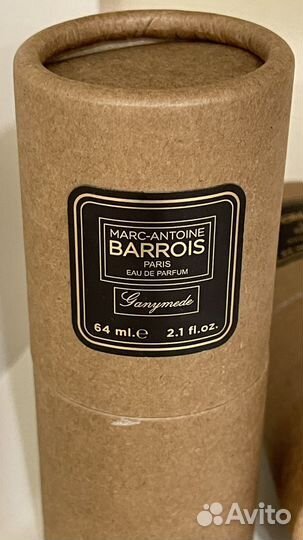 MARC-ANTOINE
BARROIS
PARIS
EAU DE PARFUM
Ganymede
64 ml.e 2.1 fl.oz.
Avito